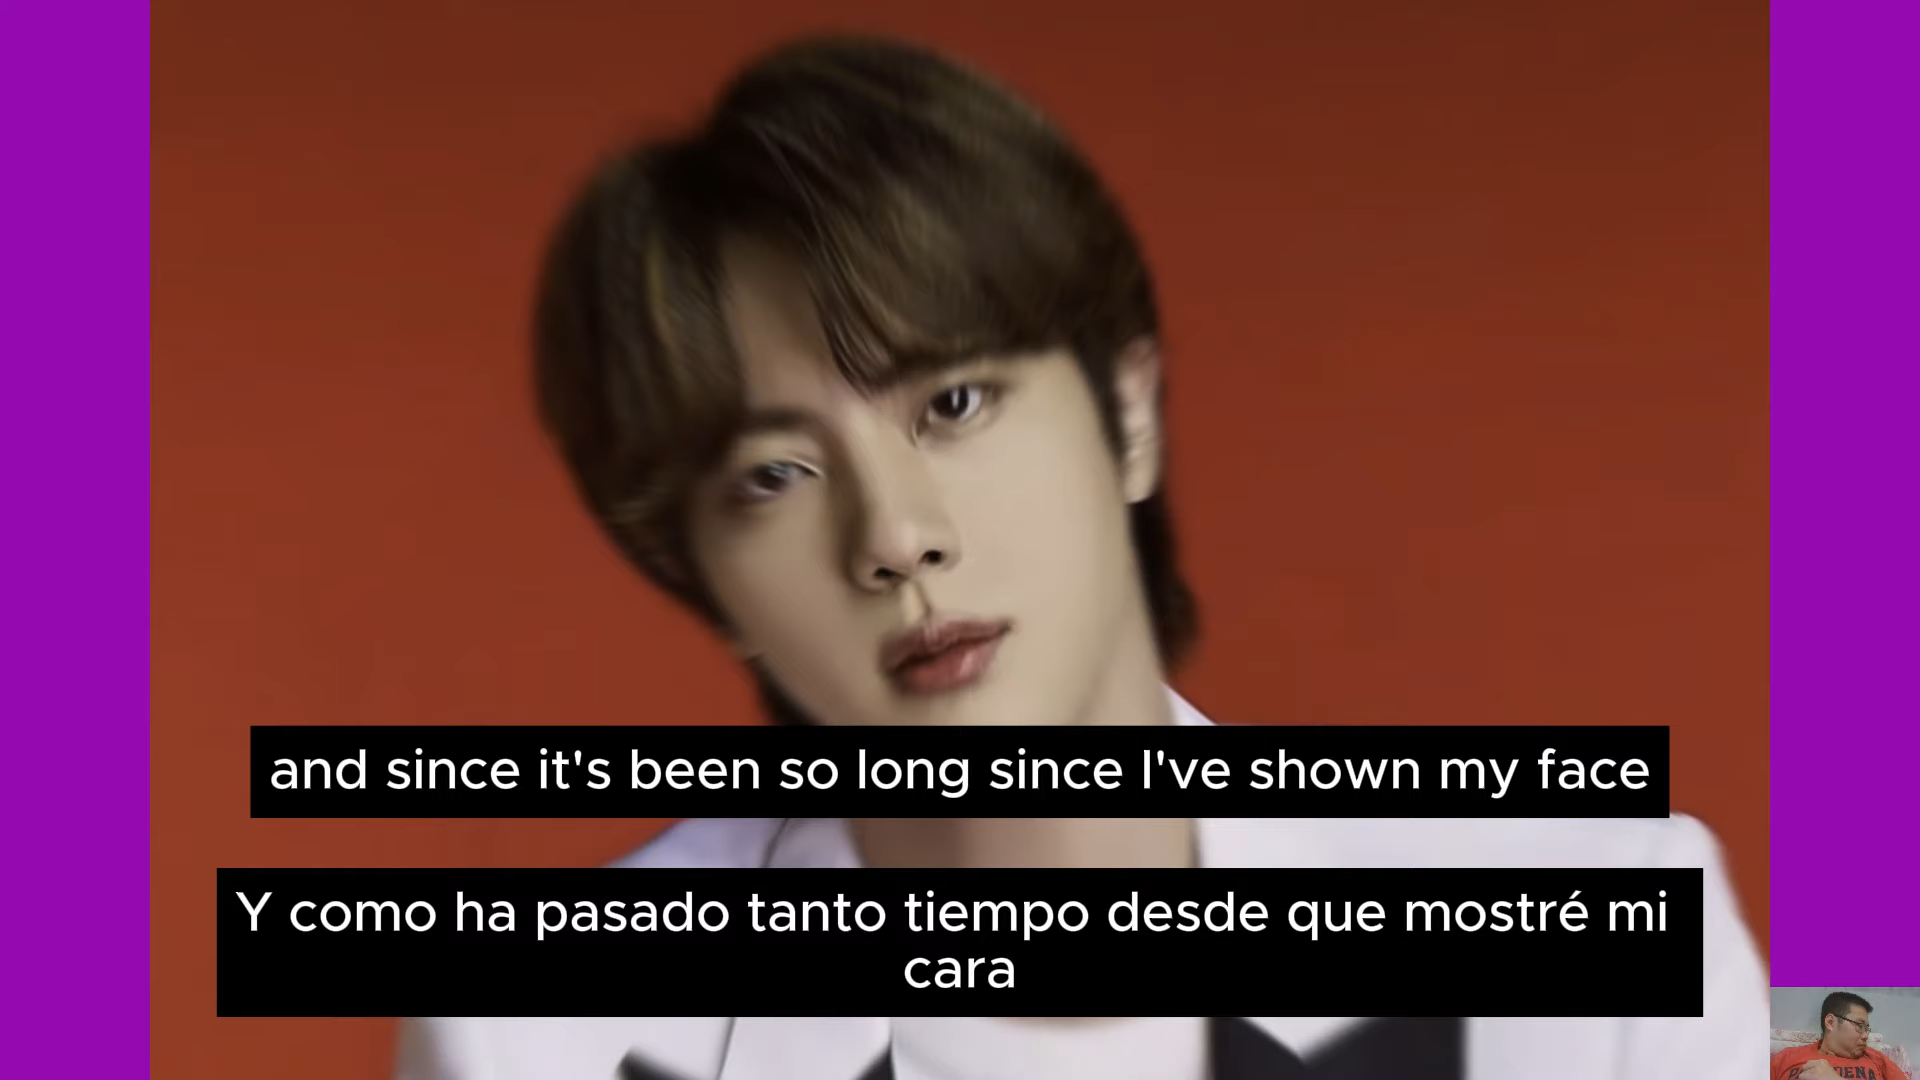 and since it's been so long since I've shown my face
Y como ha pasado tanto tiempo desde que mostré mi
cara